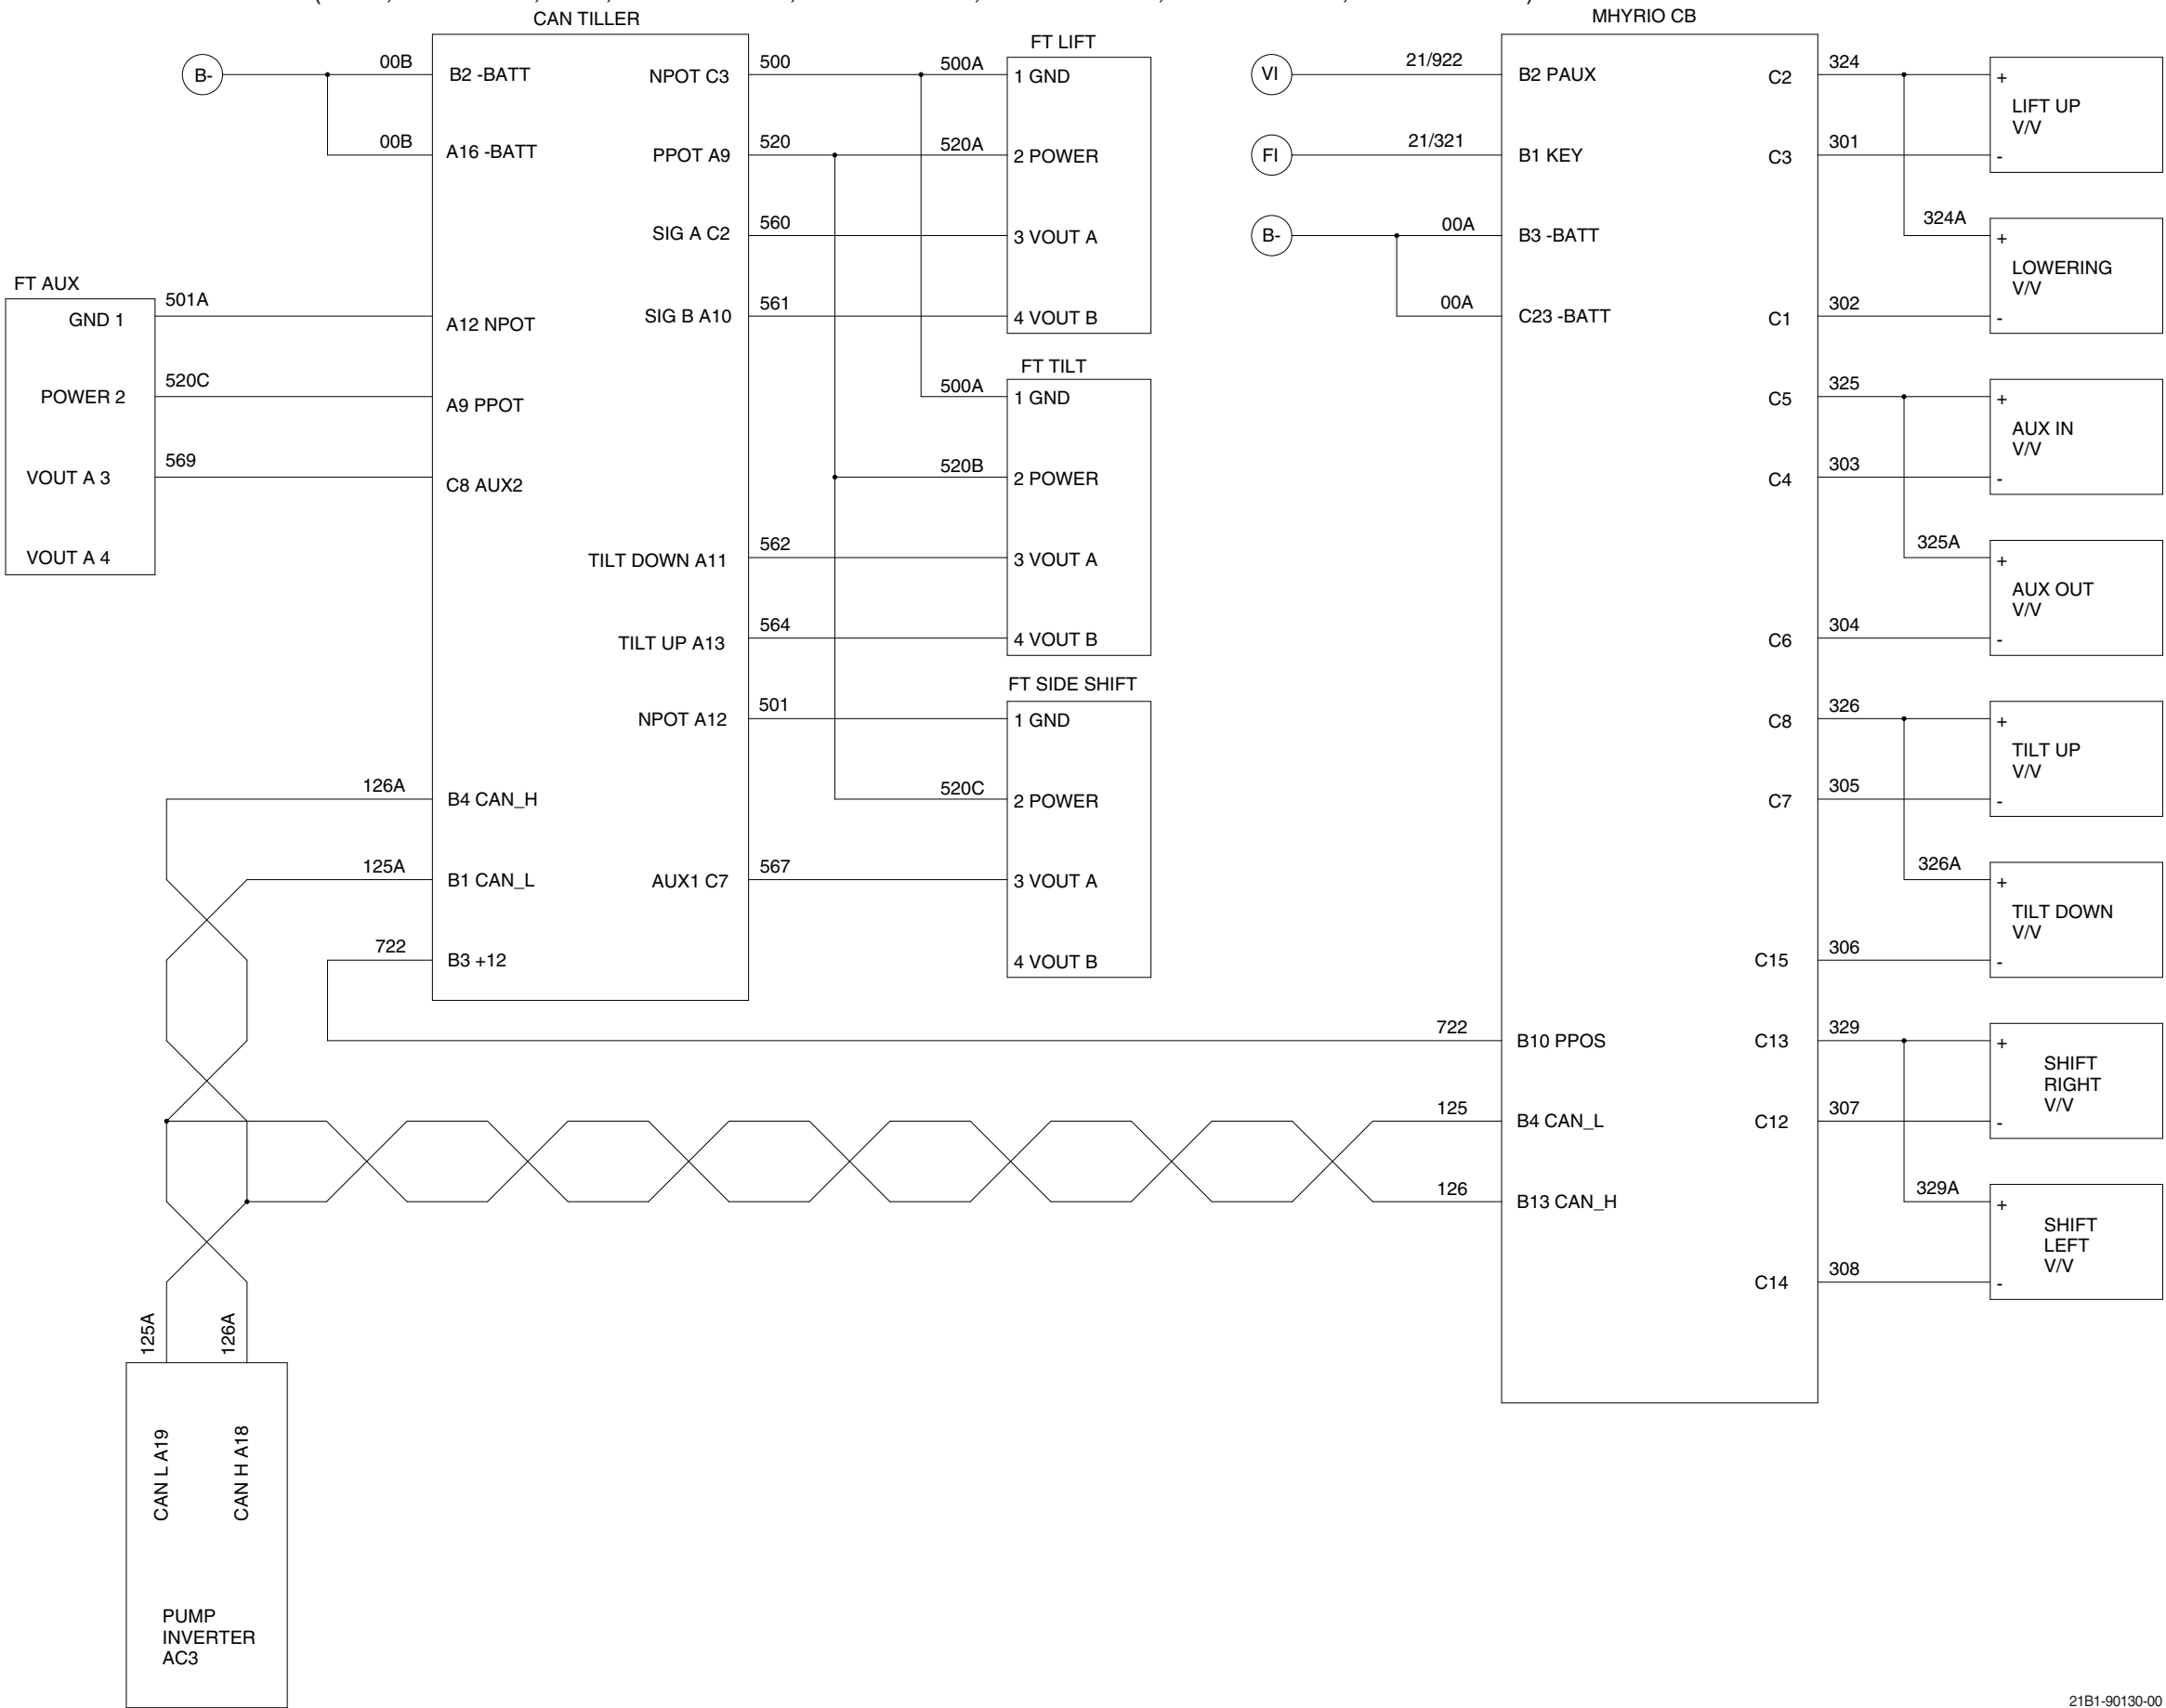 CAN TILLER
B-
00B
B2 -BATT
00B
A16 -BATT
NPOT C3
500
500A
PPOT A9
520
520A
SIG A C2
560
SIG B A10
561
FT LIFT
1 GND
2 POWER
3 VOUT A
4 VOUT B
FT AUX
GND 1
501A
A12 NPOT
POWER 2
520C
A9 PPOT
VOUT A 3
569
C8 AUX2
VOUT A 4
FT TILT
500A
1 GND
520B
2 POWER
TILT DOWN A11
562
3 VOUT A
TILT UP A13
564
4 VOUT B
FT SIDE SHIFT
NPOT A12
501
1 GND
520C
2 POWER
AUX1 C7
567
3 VOUT A
4 VOUT B
126A
B4 CAN_H
125A
B1 CAN_L
722
B3 +12
MHYRIO CB
VI
21/922
B2 PAUX
FI
21/321
B1 KEY
B-
00A
B3 -BATT
00A
C23 -BATT
722
B10 PPOS
125
B4 CAN_L
126
B13 CAN_H
C2
324
+
LIFT UP
V/V
C3
301
-
324A
+
LOWERING
V/V
C1
302
-
C5
325
+
AUX IN
V/V
C4
303
-
325A
+
AUX OUT
V/V
C6
304
-
C8
326
+
TILT UP
V/V
C7
305
-
326A
+
TILT DOWN
V/V
C15
306
-
C13
329
+
SHIFT
RIGHT
V/V
C12
307
-
329A
+
SHIFT
LEFT
V/V
C14
308
-
125A
126A
CAN L A19
CAN H A18
PUMP
INVERTER
AC3
21B1-90130-00